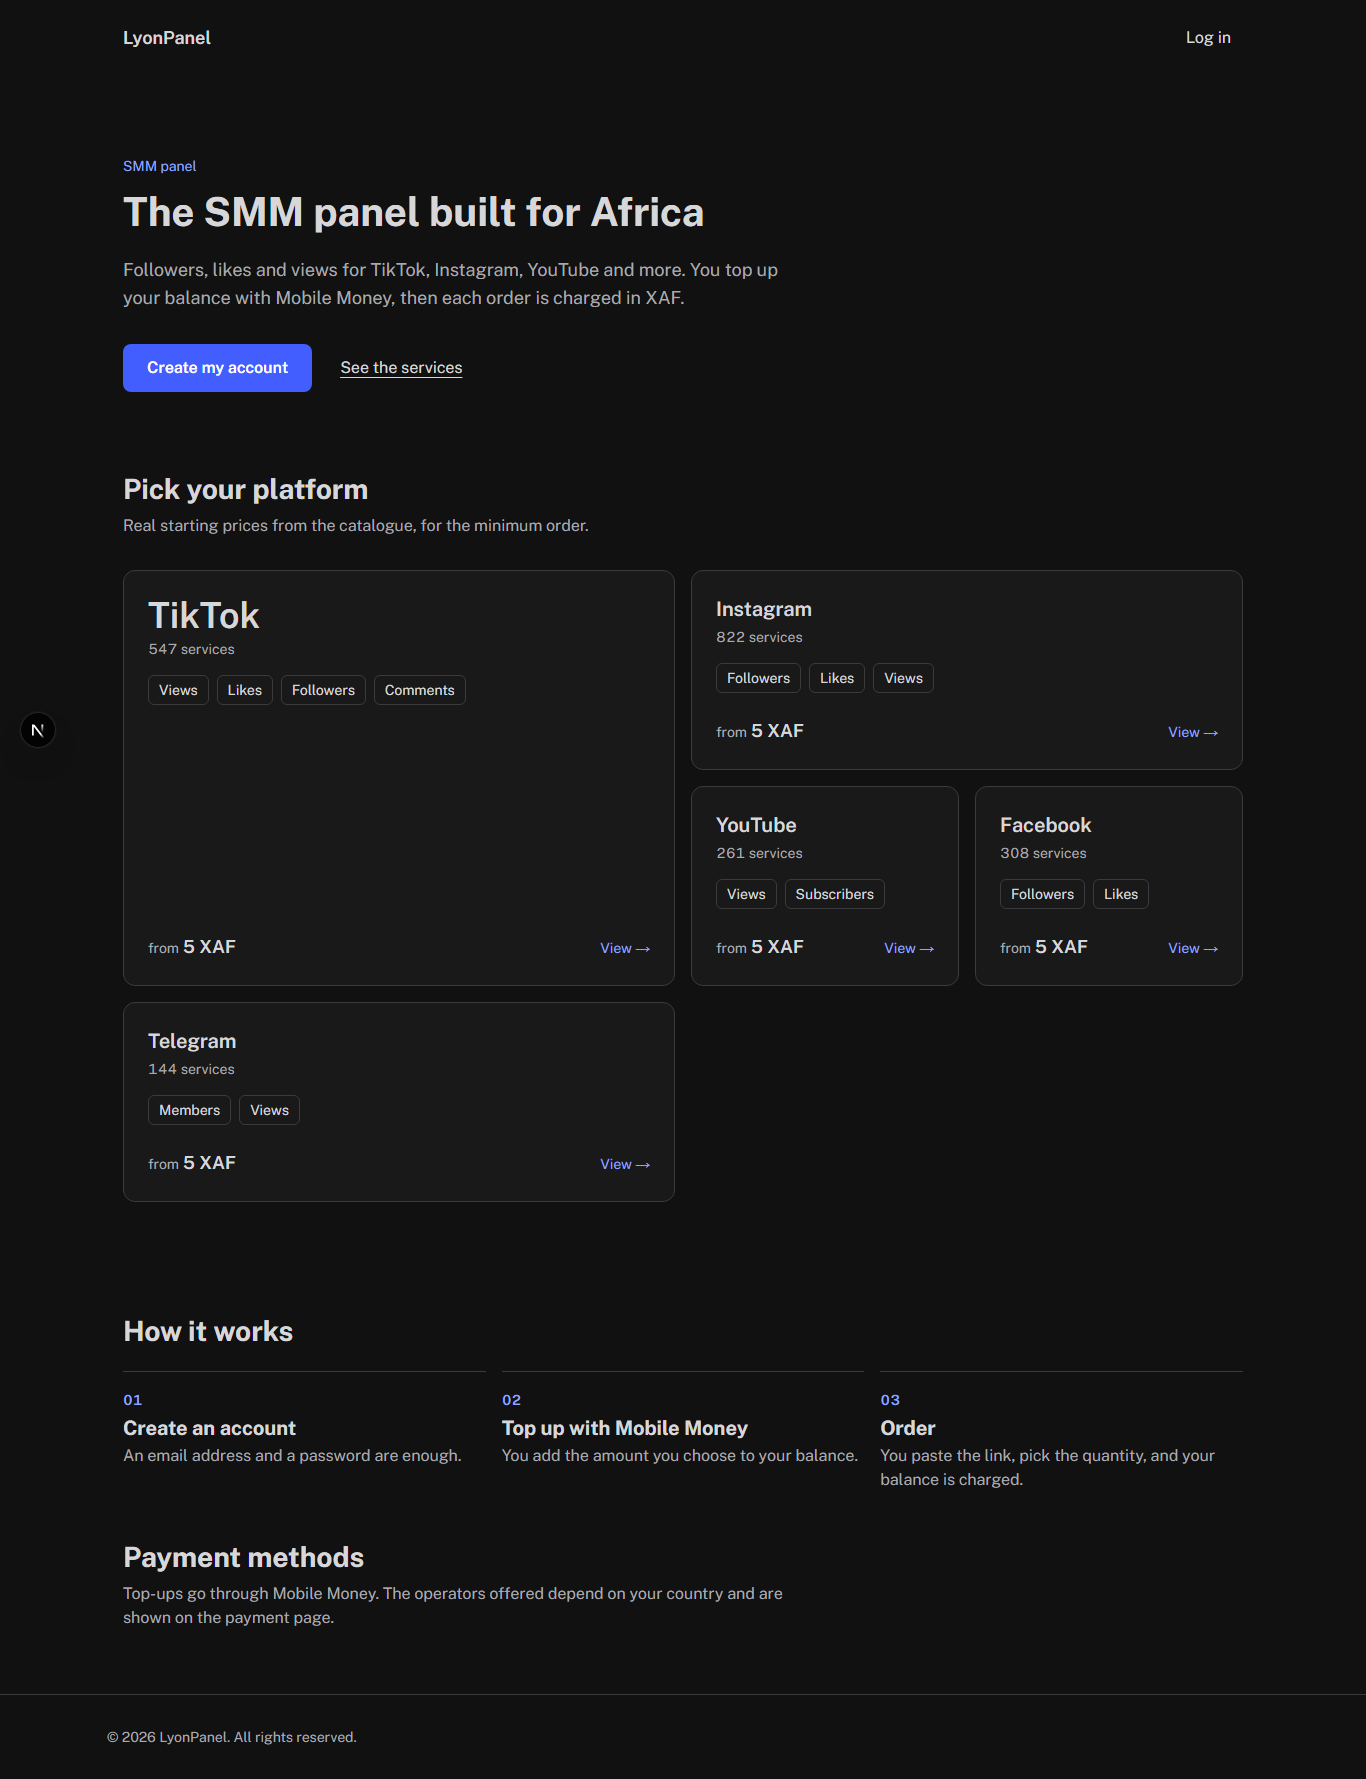 LyonPanel
Log in
SMM panel
The SMM panel built for Africa
Followers, likes and views for TikTok, Instagram, YouTube and more. You top up
your balance with Mobile Money, then each order is charged in XAF.
Create my account
See the services
Pick your platform
Real starting prices from the catalogue, for the minimum order.
TikTok
547 services
Views
Likes
Followers
Comments
from 5 XAF
View →
Instagram
822 services
Followers
Likes
Views
from 5 XAF
View →
YouTube
261 services
Views
Subscribers
from 5 XAF
View →
Facebook
308 services
Followers
Likes
from 5 XAF
View →
Telegram
144 services
Members
Views
from 5 XAF
View →
N
How it works
01
Create an account
An email address and a password are enough.
02
Top up with Mobile Money
You add the amount you choose to your balance.
03
Order
You paste the link, pick the quantity, and your
balance is charged.
Payment methods
Top-ups go through Mobile Money. The operators offered depend on your country and are
shown on the payment page.
© 2026 LyonPanel. All rights reserved.